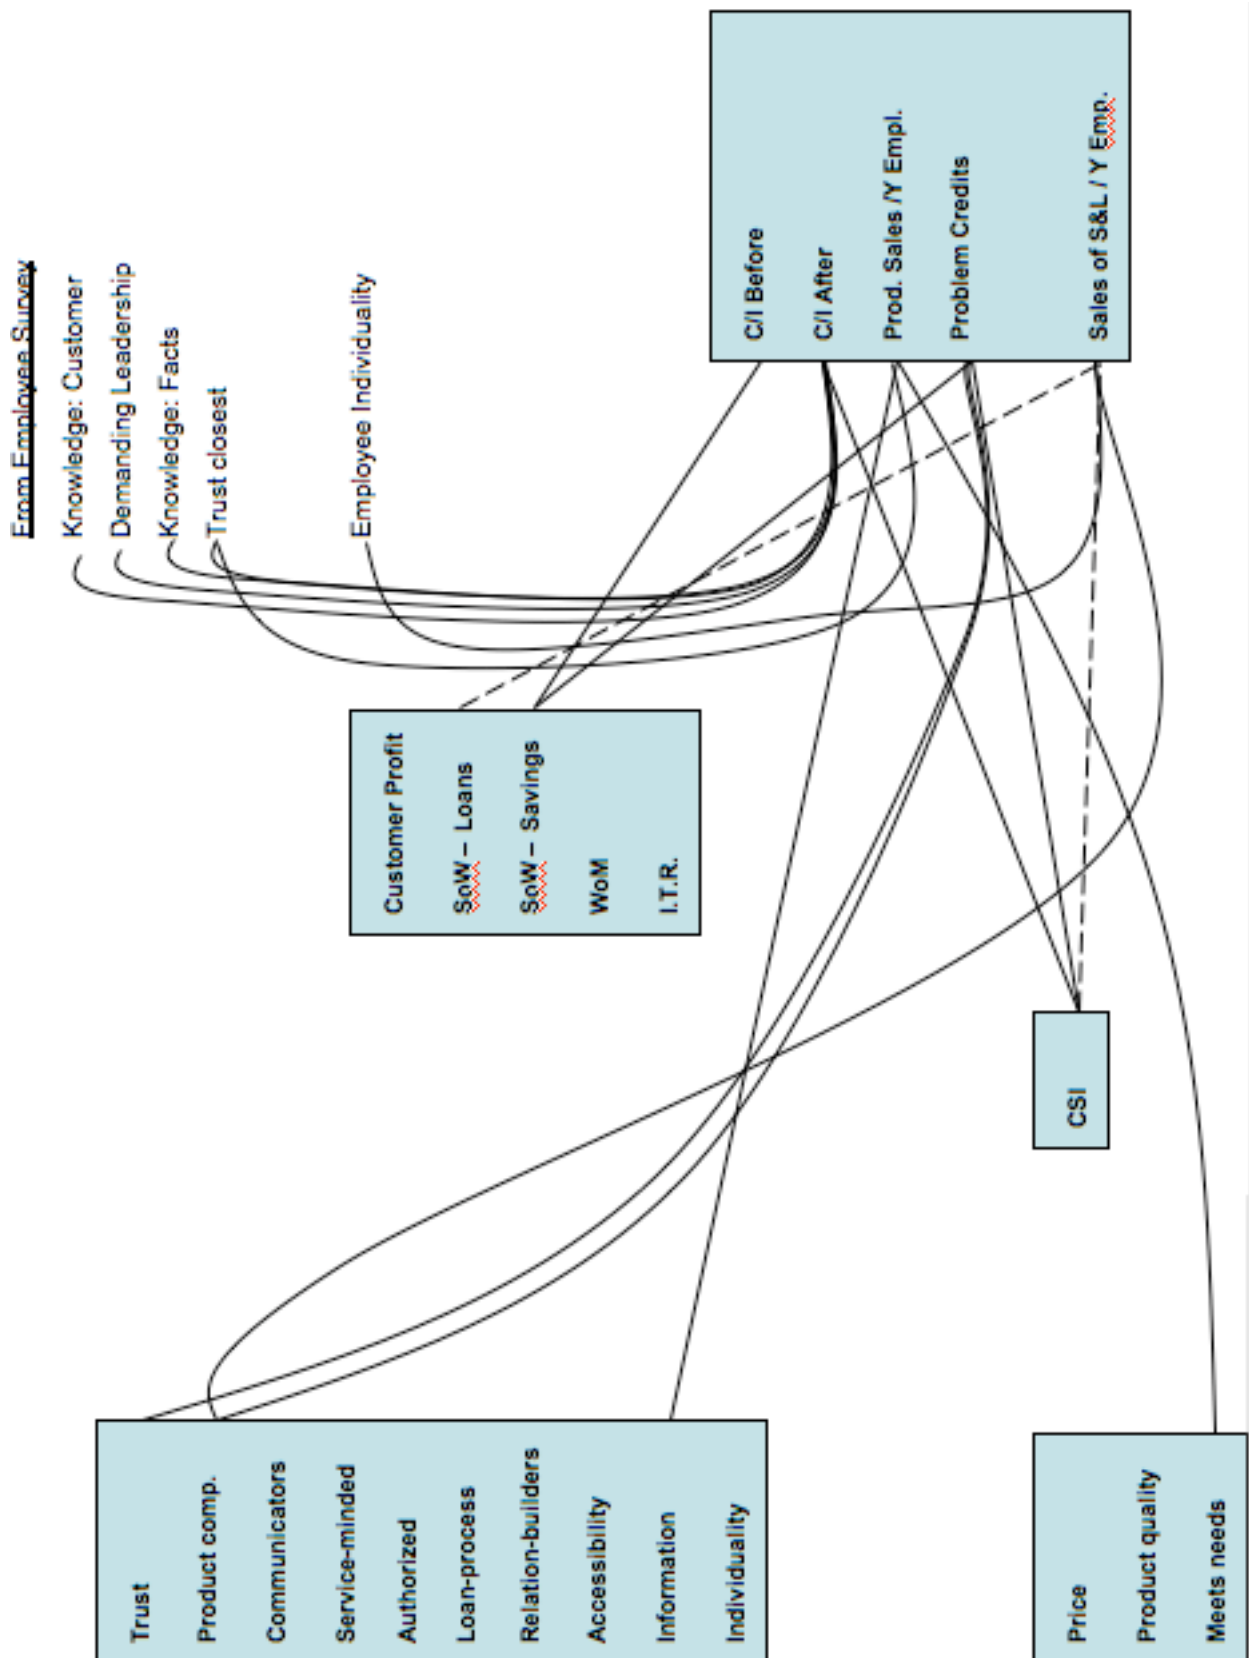 From Employee Survey
Knowledge: Customer
Demanding Leadership
Knowledge: Facts
Trust closest
Employee Individuality
Trust
Product comp.
Communicators
Service-minded
Authorized
Loan-process
Relation-builders
Accessibility
Information
Individuality
Customer Profit
SoW – Loans
SoW – Savings
WoM
I.T.R.
C/I Before
C/I After
Prod. Sales /Y Empl.
Problem Credits
Sales of S&L / Y Emp.
CSI
Price
Product quality
Meets needs